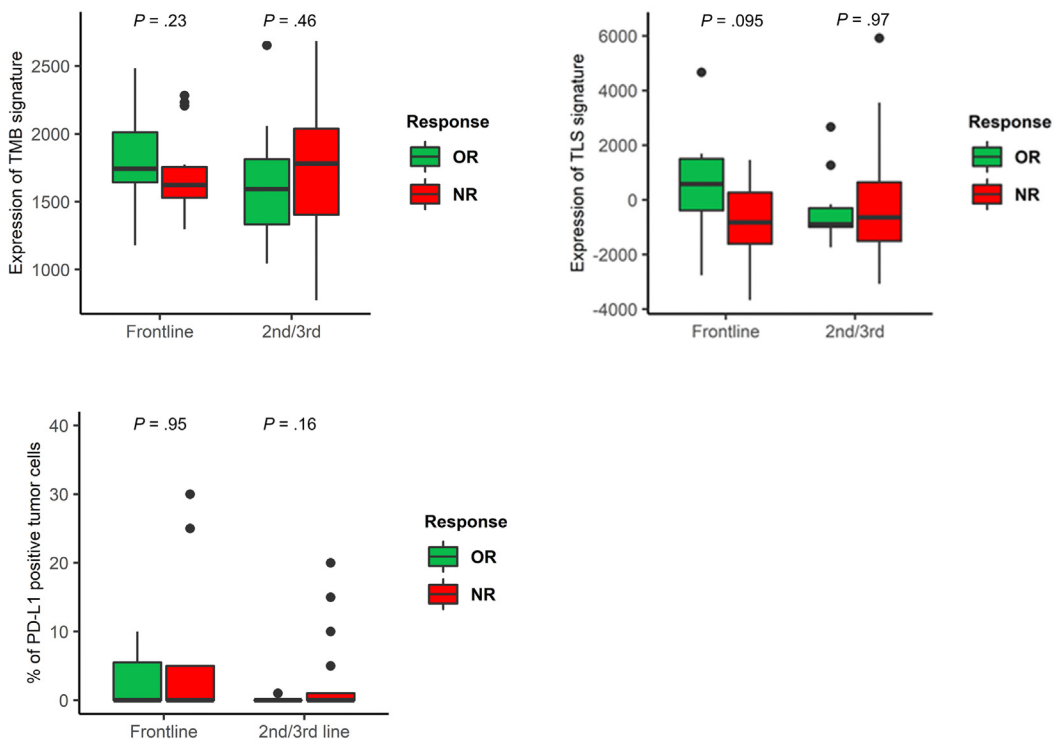 P = .23 P = .46
Expression of TMB signature
2500
2000
1500
1000
Frontline 2nd/3rd
Response
OR
NR
P = .095 P = .97
Expression of TLS signature
6000
4000
2000
0
-2000
-4000
Frontline 2nd/3rd
Response
OR
NR
P = .95 P = .16
% of PD-L1 positive tumor cells
40
30
20
10
0
Frontline 2nd/3rd line
Response
OR
NR